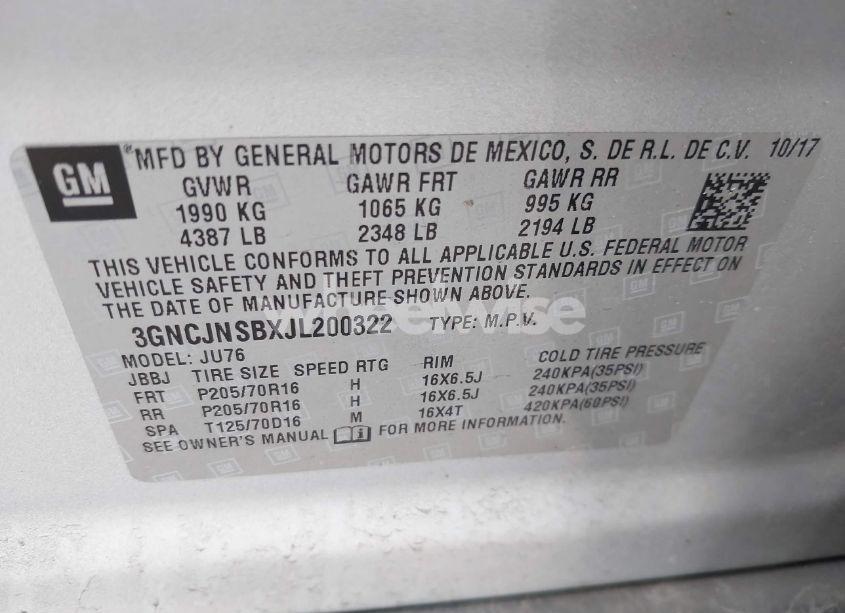 GM ® MFD BY GENERAL MOTORS DE MEXICO, S. DE R.L. DE C.V. 10/17
GVWR GAWR FRT GAWR RR
1990 KG 1065 KG 995 KG
4387 LB 2348 LB 2194 LB
THIS VEHICLE CONFORMS TO ALL APPLICABLE U.S. FEDERAL MOTOR
VEHICLE SAFETY AND THEFT PREVENTION STANDARDS IN EFFECT ON
THE DATE OF MANUFACTURE SHOWN ABOVE.
3GNCJNSBXJL200322 TYPE: M.P.V.
MODEL: JU76
JBBJ TIRE SIZE SPEED RTG RIM COLD TIRE PRESSURE
FRT P205/70R16 H 16X6.5J 240KPA(35PSI)
RR P205/70R16 H 16X6.5J 240KPA(35PSI)
SPA T125/70D16 M 16X4T 420KPA(60PSI)
SEE OWNER'S MANUAL FOR MORE INFORMATION.